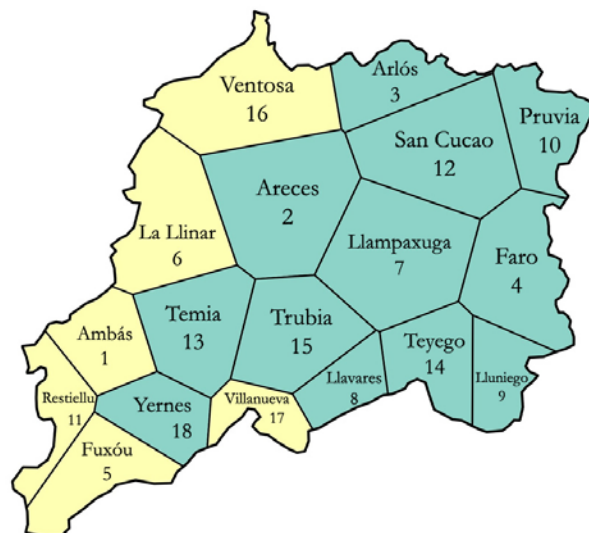 Ventosa
16
Arlós
3
Pruvia
10
San Cucao
12
Areces
2
La Llinar
6
Llampaxuga
7
Faro
4
Temia
13
Trubia
15
Ambás
1
Teyego
14
Lluniego
9
Llavares
8
Villanueva
17
Restiellu
11
Yernes
18
Fuxóu
5